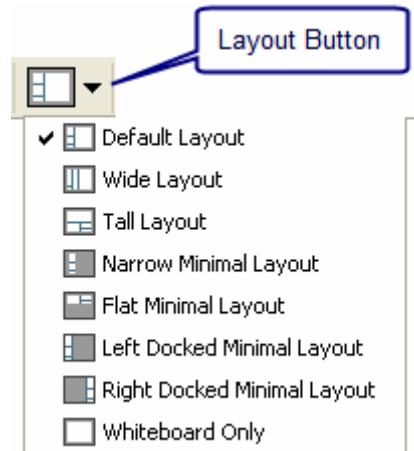 Layout Button
Default Layout
Wide Layout
Tall Layout
Narrow Minimal Layout
Flat Minimal Layout
Left Docked Minimal Layout
Right Docked Minimal Layout
Whiteboard Only